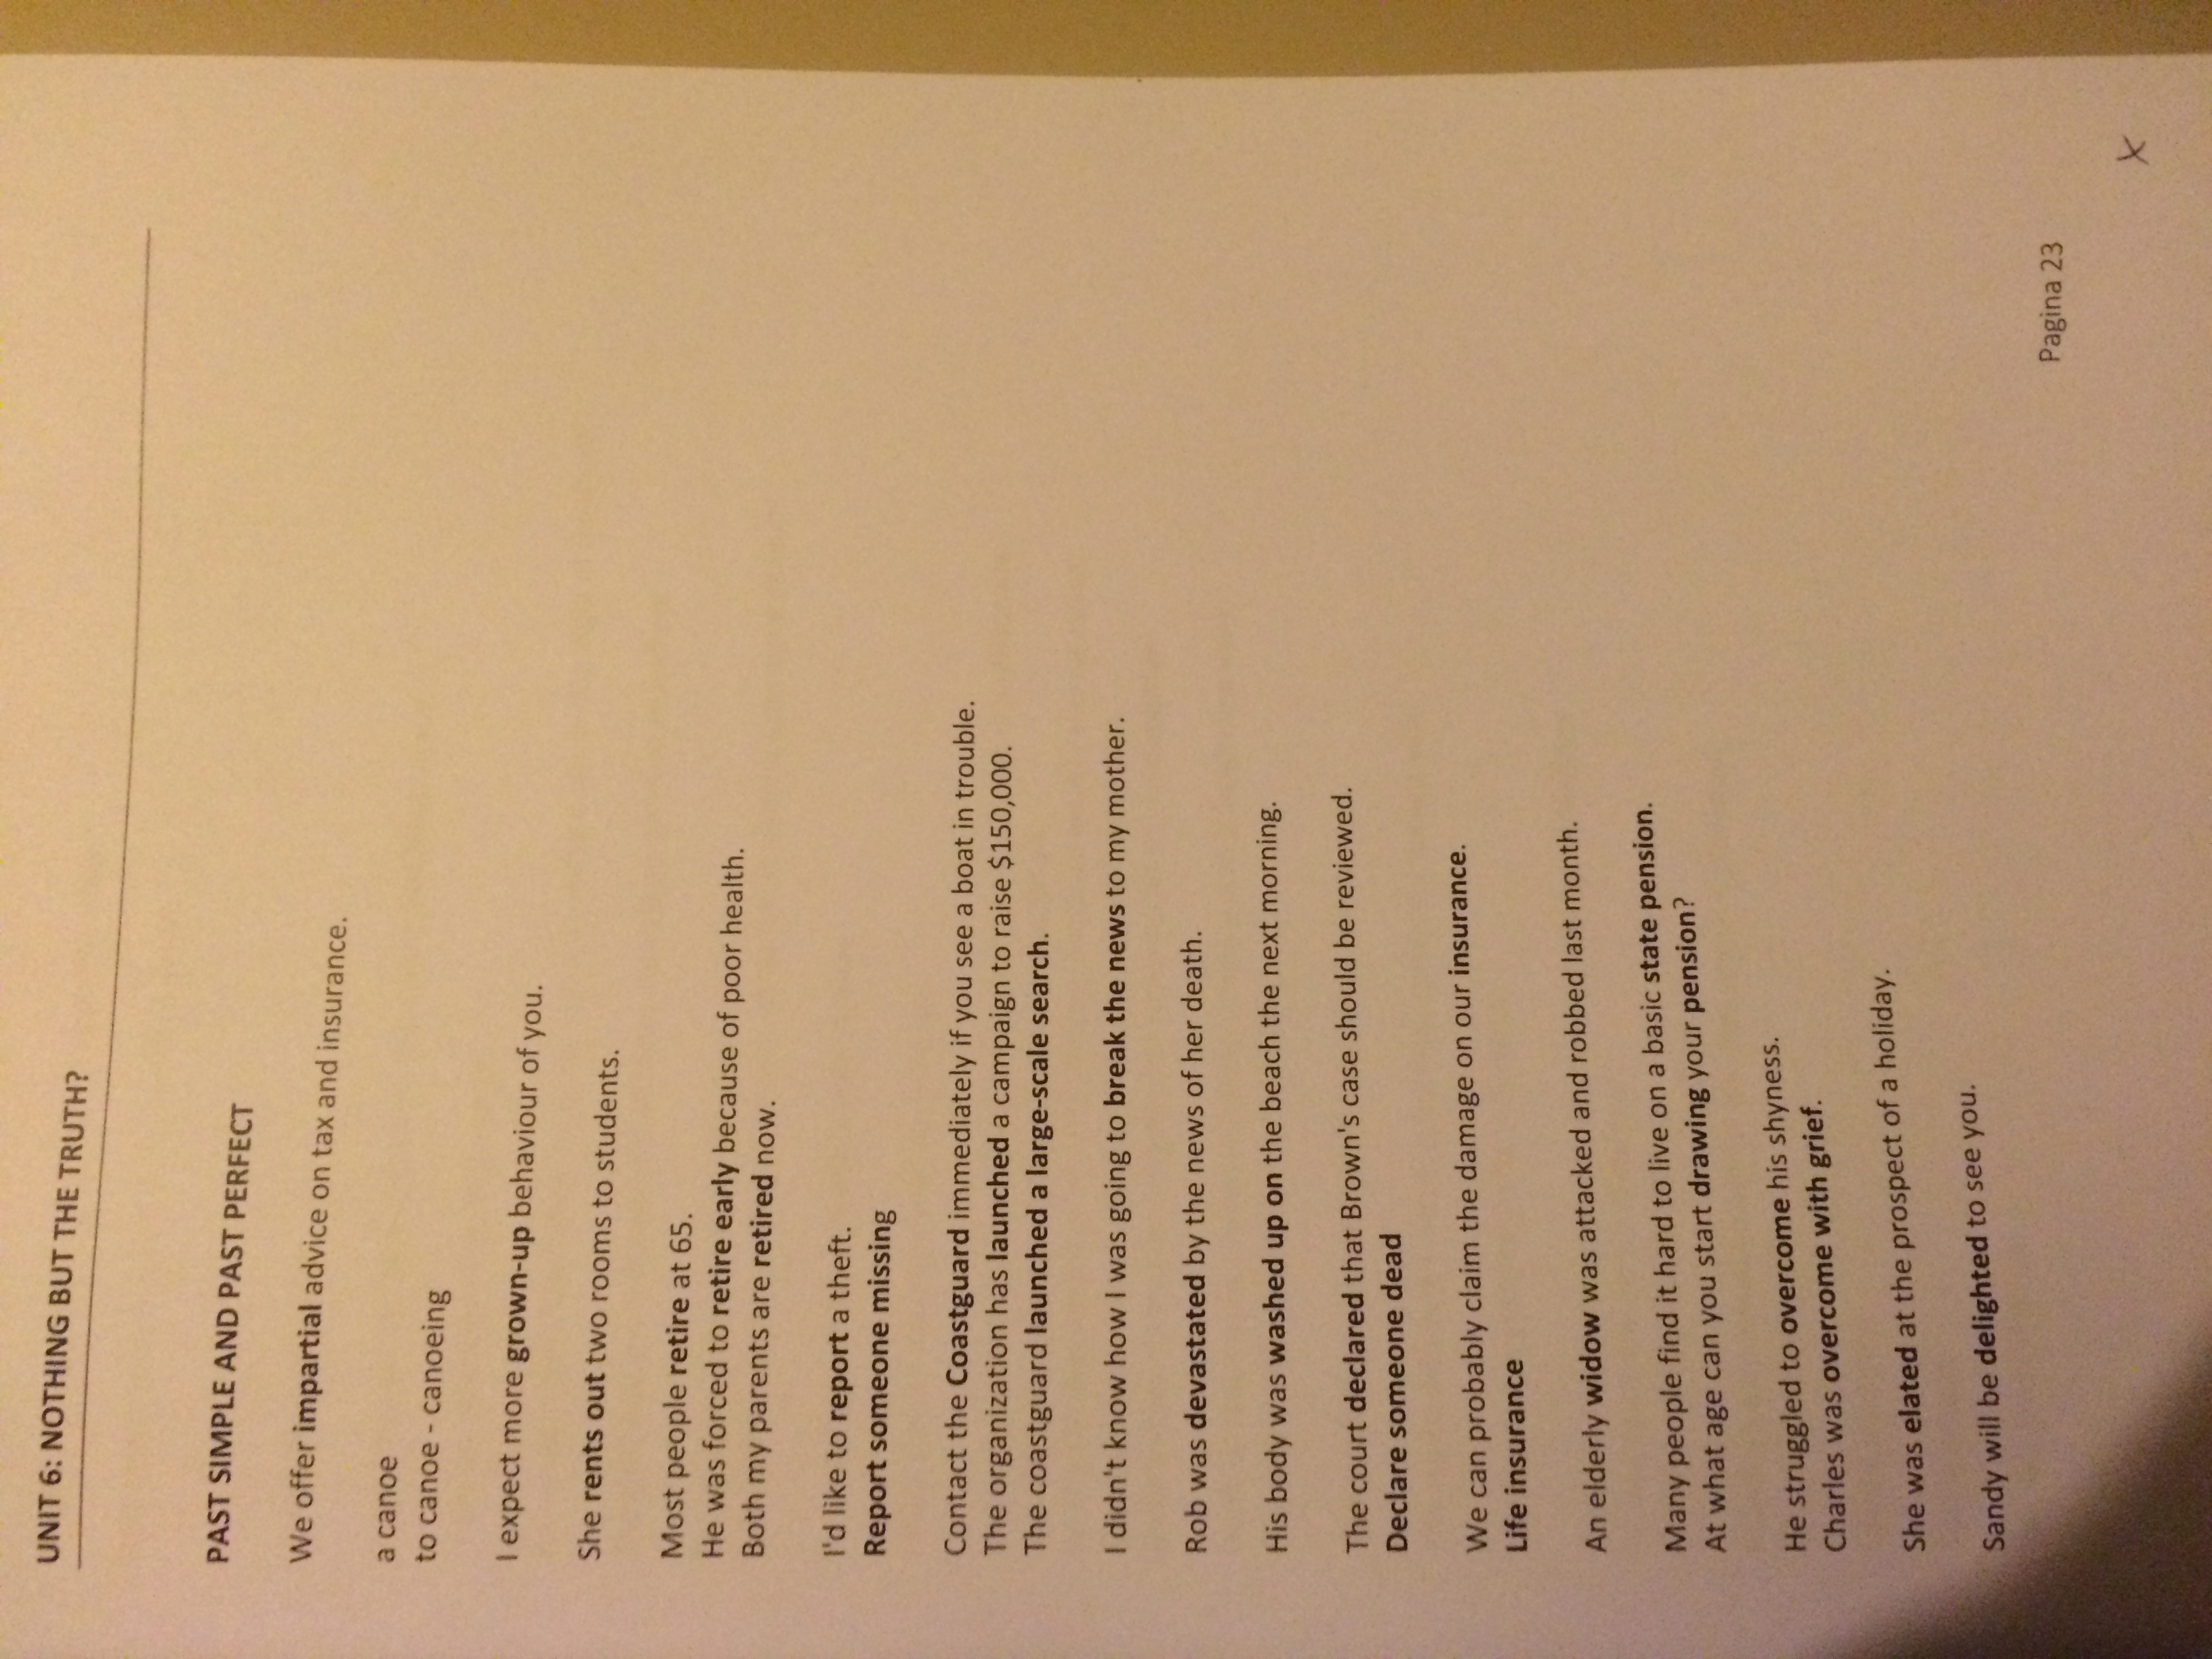 UNIT 6: NOTHING BUT THE TRUTH?
PAST SIMPLE AND PAST PERFECT
We offer impartial advice on tax and insurance.
a canoe
to canoe - canoeing
I expect more grown-up behaviour of you.
She rents out two rooms to students.
Most people retire at 65.
He was forced to retire early because of poor health.
Both my parents are retired now.
I'd like to report a theft.
Report someone missing
Contact the Coastguard immediately if you see a boat in trouble.
The organization has launched a campaign to raise $150,000.
The coastguard launched a large-scale search.
I didn't know how I was going to break the news to my mother.
Rob was devastated by the news of her death.
His body was washed up on the beach the next morning.
The court declared that Brown's case should be reviewed.
Declare someone dead
We can probably claim the damage on our insurance.
Life insurance
An elderly widow was attacked and robbed last month.
Many people find it hard to live on a basic state pension.
At what age can you start drawing your pension?
He struggled to overcome his shyness.
Charles was overcome with grief.
She was elated at the prospect of a holiday.
Sandy will be delighted to see you.
Pagina 23
x